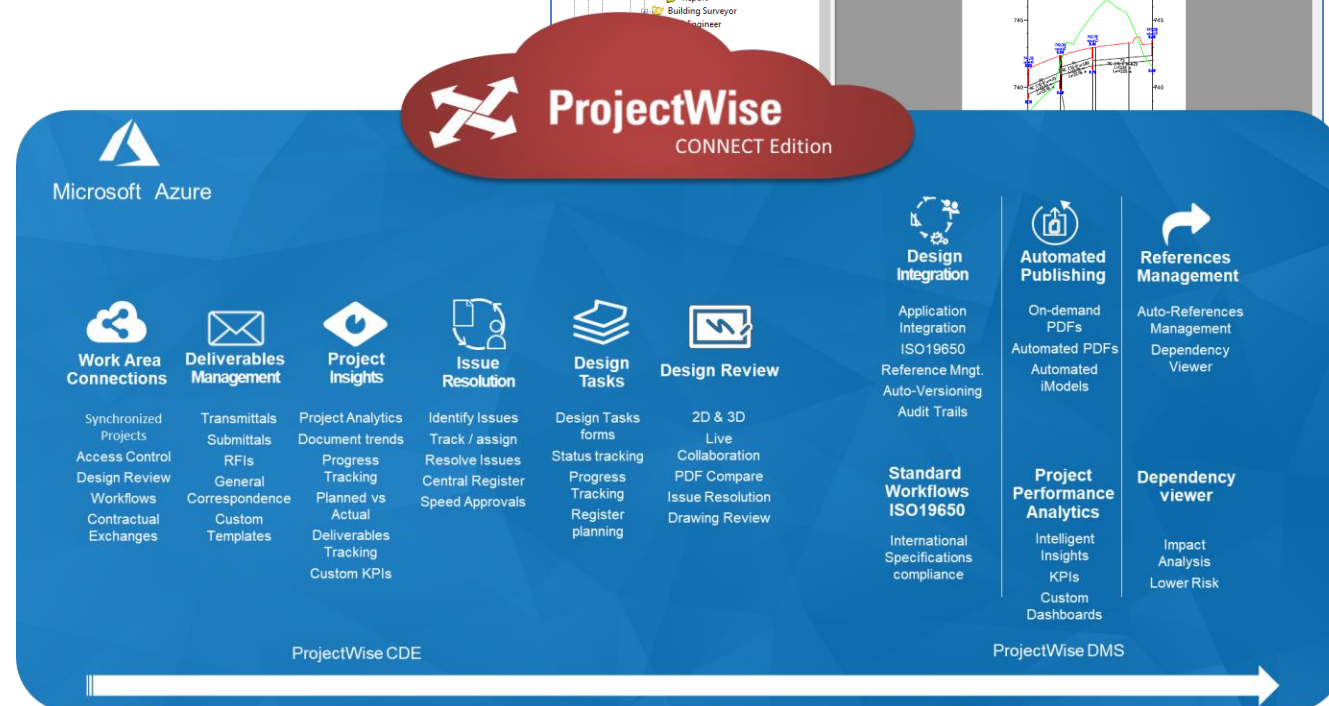 Building Surveyor
Engineer
745
745
740
740
ProjectWise
CONNECT Edition
Microsoft Azure
Work Area
Connections
Synchronized
Projects
Access Control
Design Review
Workflows
Contractual
Exchanges
Deliverables
Management
Transmittals
Submittals
RFIs
General
Correspondence
Custom
Templates
Project
Insights
Project Analytics
Document trends
Progress
Tracking
Planned vs
Actual
Deliverables
Tracking
Custom KPIs
Issue
Resolution
Identify Issues
Track / assign
Resolve Issues
Central Register
Speed Approvals
Design
Tasks
Design Tasks
forms
Status tracking
Progress
Tracking
Register
planning
Design Review
2D & 3D
Live
Collaboration
PDF Compare
Issue Resolution
Drawing Review
Design
Integration
Application
Integration
ISO19650
Reference Mngt.
Auto-Versioning
Audit Trails
Automated
Publishing
On-demand
PDFs
Automated PDFs
Automated
iModels
References
Management
Auto-References
Management
Dependency
Viewer
Standard
Workflows
ISO19650
International
Specifications
compliance
Project
Performance
Analytics
Intelligent
Insights
KPIs
Custom
Dashboards
Dependency
viewer
Impact
Analysis
Lower Risk
ProjectWise CDE
ProjectWise DMS